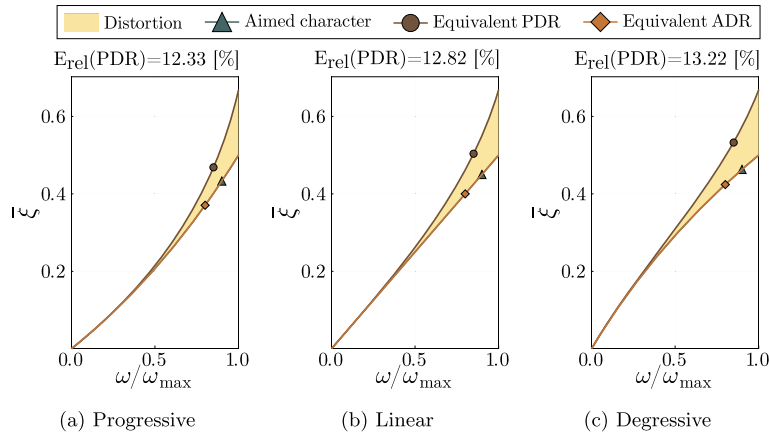 Distortion Aimed character Equivalent PDR Equivalent ADR
E_rel(PDR)=12.33 [%] E_rel(PDR)=12.82 [%] E_rel(PDR)=13.22 [%]
0.6 0.6 0.6
0.4 0.4 0.4
ξ̄ ξ̄ ξ̄
0.2 0.2 0.2
0.0 0.5 1.0 0.0 0.5 1.0 0.0 0.5 1.0
ω/ω_max ω/ω_max ω/ω_max
(a) Progressive (b) Linear (c) Degressive